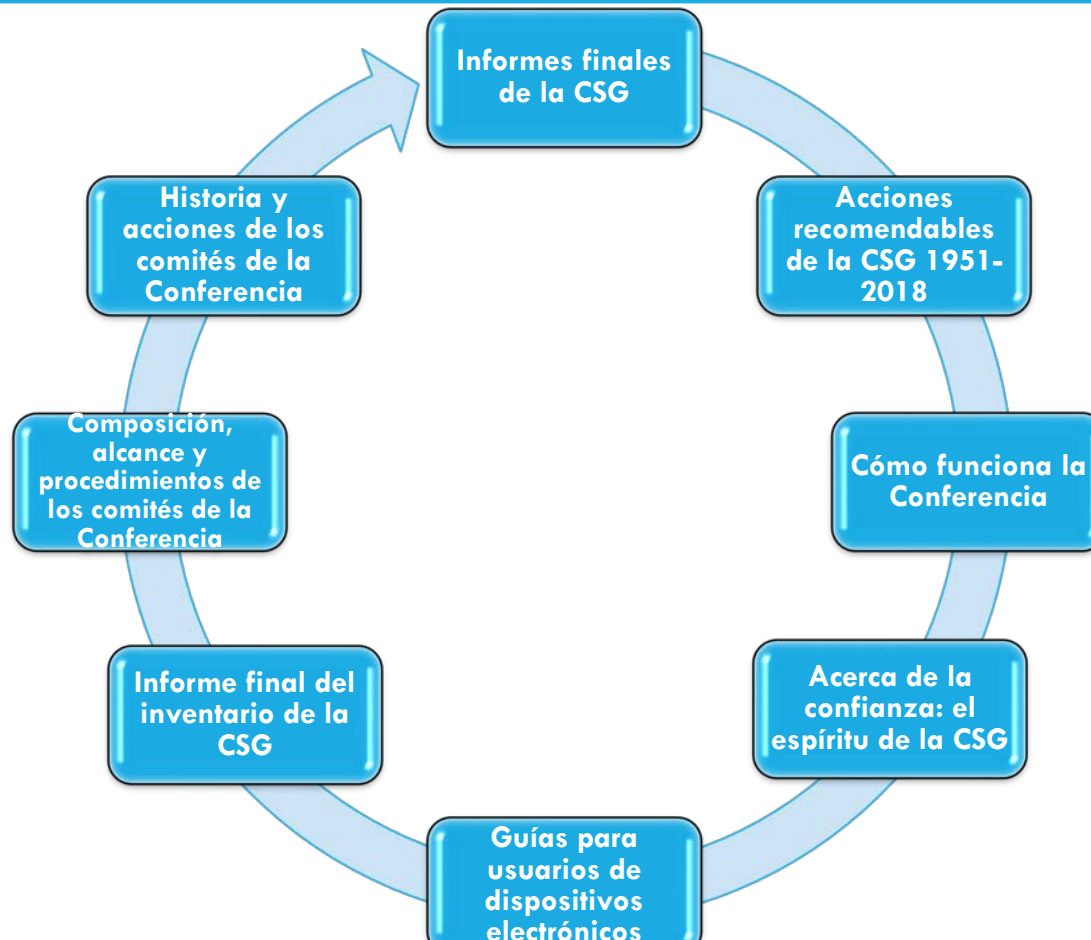 Informes finales
de la CSG
Acciones
recomendables
de la CSG 1951-
2018
Cómo funciona la
Conferencia
Acerca de la
confianza: el
espíritu de la CSG
Guías para
usuarios de
dispositivos
electrónicos
Informe final del
inventario de la
CSG
Composición,
alcance y
procedimientos de
los comités de la
Conferencia
Historia y
acciones de los
comités de la
Conferencia